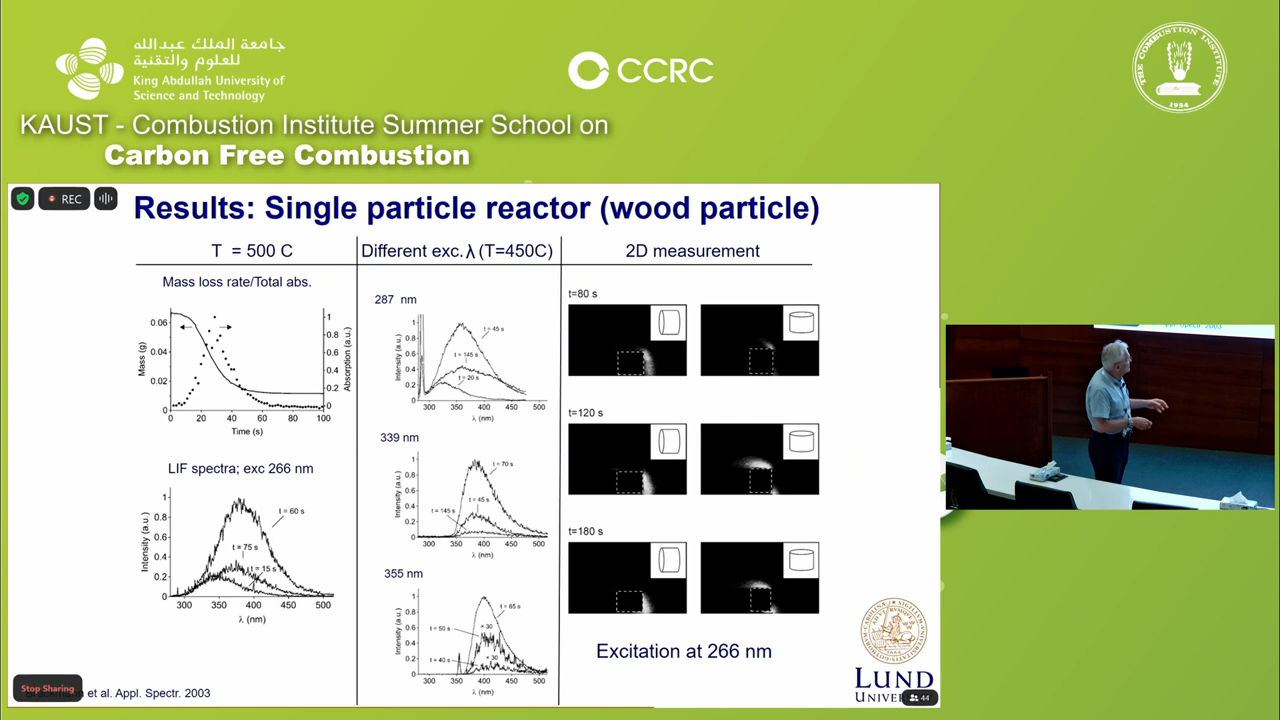 جامعة الملك عبدالله
للعلوم والتقنية
King Abdullah University of
Science and Technology
CCRC
THE COMBUSTION INSTITUTE
1954
KAUST - Combustion Institute Summer School on
Carbon Free Combustion
REC
Results: Single particle reactor (wood particle)
T = 500 C
Mass loss rate/Total abs.
0.06
0.04
0.02
0
Mass (g)
1
0.8
0.6
0.4
0.2
0
Absorption (a.u.)
0 20 40 60 80 100
Time (s)
LIF spectra; exc 266 nm
1
0.8
0.6
0.4
0.2
0
Intensity (a.u.)
t = 60 s
t = 75 s
t = 15 s
300 350 400 450 500
λ (nm)
Different exc. λ (T=450C)
287 nm
1
0.8
0.6
0.4
0.2
0
Intensity (a.u.)
t = 45 s
t = 145 s
t = 20 s
300 350 400 450 500
λ (nm)
339 nm
1
0.8
0.6
0.4
0.2
0
Intensity (a.u.)
t = 70 s
t = 45 s
t = 145 s
300 350 400 450 500
λ (nm)
355 nm
1
0.8
0.6
0.4
0.2
0
Intensity (a.u.)
t = 65 s
t = 50 s
× 30
t = 40 s
× 30
300 350 400 450 500
λ (nm)
2D measurement
t=80 s
t=120 s
t=180 s
Excitation at 266 nm
LUND
44
Stop Sharing
et al. Appl. Spectr. 2003
2003